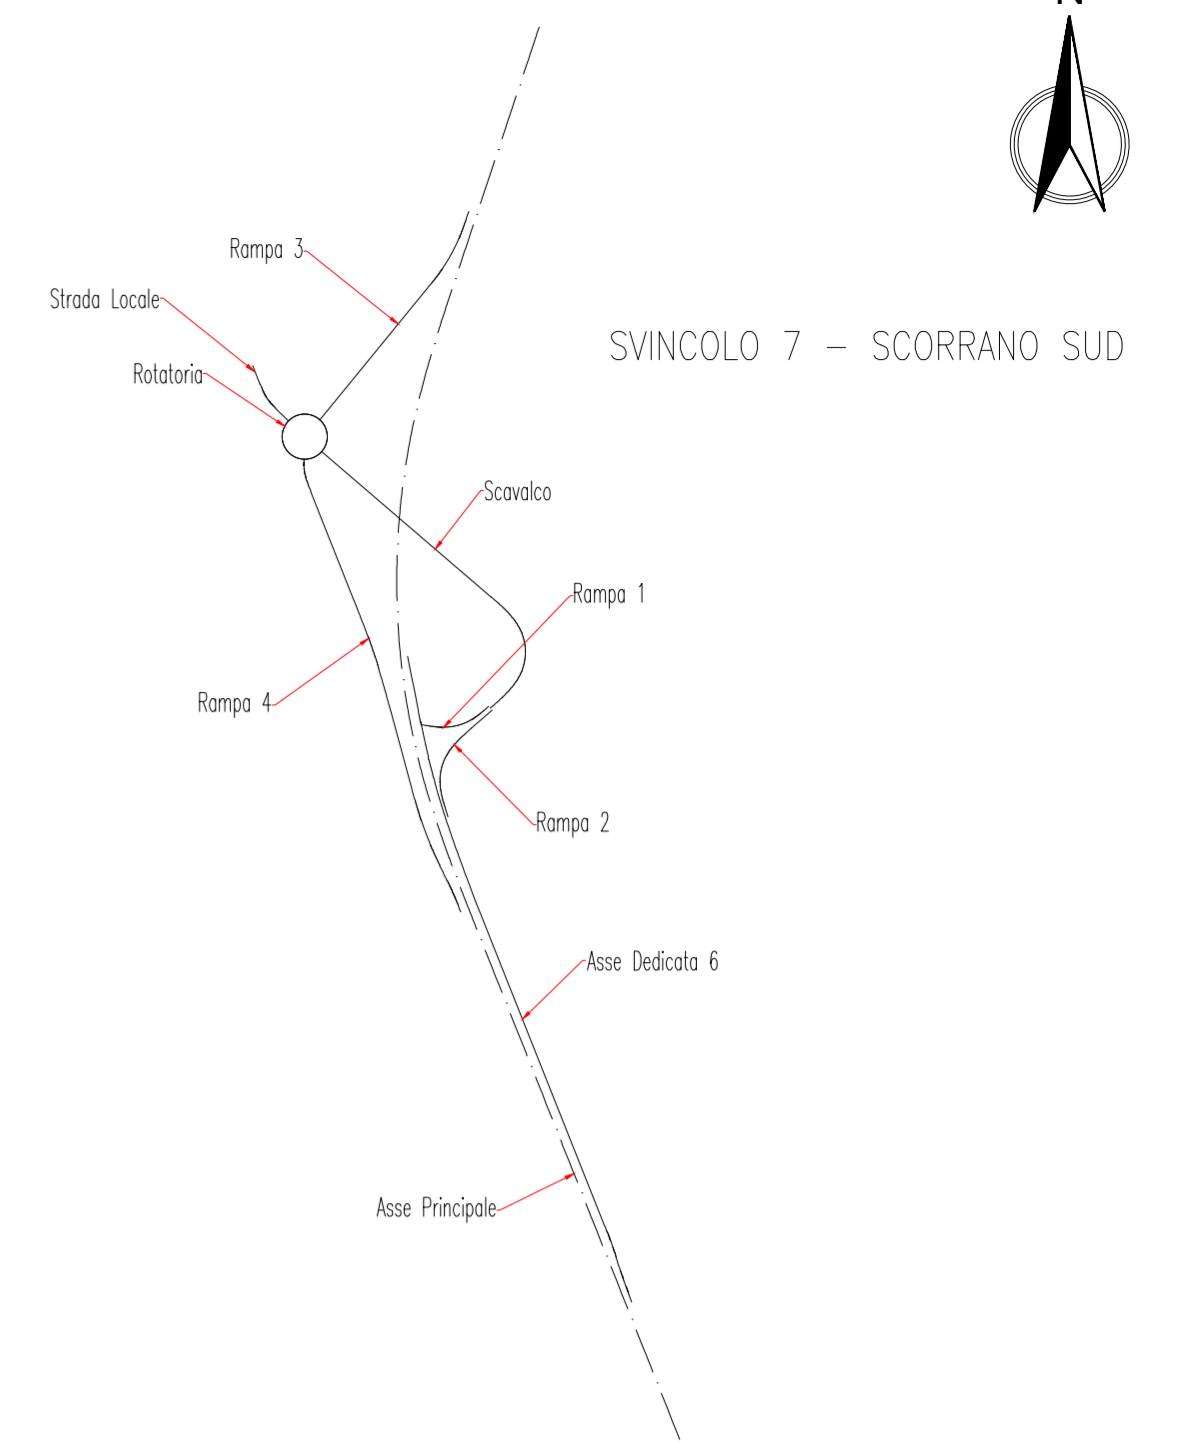 N
Rampa 3
Strada Locale
SVINCOLO 7 – SCORRANO SUD
Rotatoria
Scavalco
Rampa 1
Rampa 4
Rampa 2
Asse Dedicata 6
Asse Principale